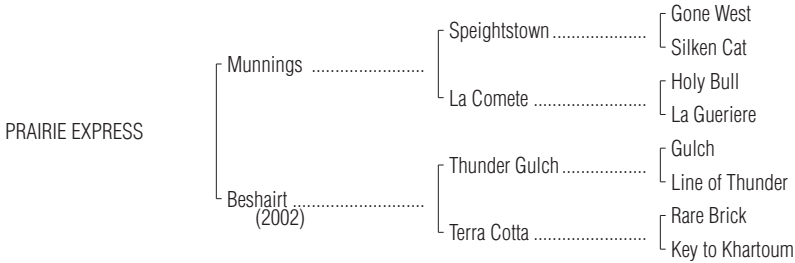 Gone West
Speightstown ....................
Silken Cat
Munnings ........................
Holy Bull
La Comete ........................
La Gueriere
PRAIRIE EXPRESS
Gulch
Thunder Gulch ..................
Line of Thunder
Beshairt ............................
(2002)
Rare Brick
Terra Cotta ........................
Key to Khartoum